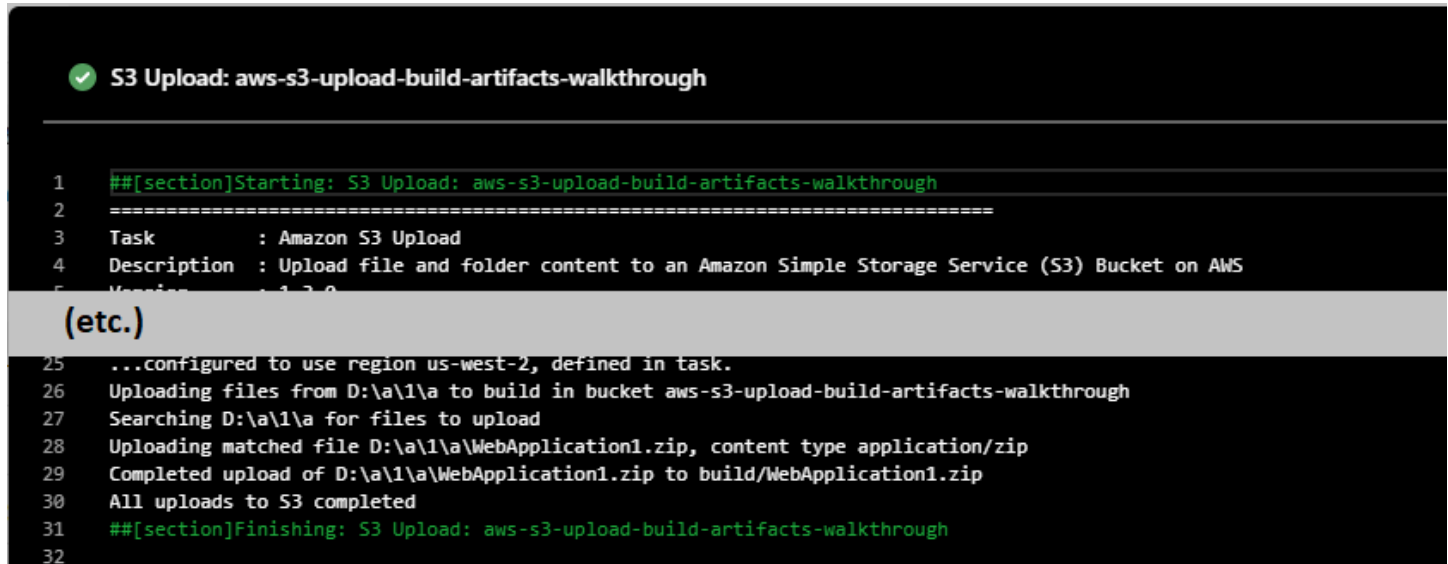 S3 Upload: aws-s3-upload-build-artifacts-walkthrough
1 ##[section]Starting: S3 Upload: aws-s3-upload-build-artifacts-walkthrough
2 ==============================================================================
3 Task : Amazon S3 Upload
4 Description : Upload file and folder content to an Amazon Simple Storage Service (S3) Bucket on AWS
(etc.)
25 ...configured to use region us-west-2, defined in task.
26 Uploading files from D:\a\1\a to build in bucket aws-s3-upload-build-artifacts-walkthrough
27 Searching D:\a\1\a for files to upload
28 Uploading matched file D:\a\1\a\WebApplication1.zip, content type application/zip
29 Completed upload of D:\a\1\a\WebApplication1.zip to build/WebApplication1.zip
30 All uploads to S3 completed
31 ##[section]Finishing: S3 Upload: aws-s3-upload-build-artifacts-walkthrough
32